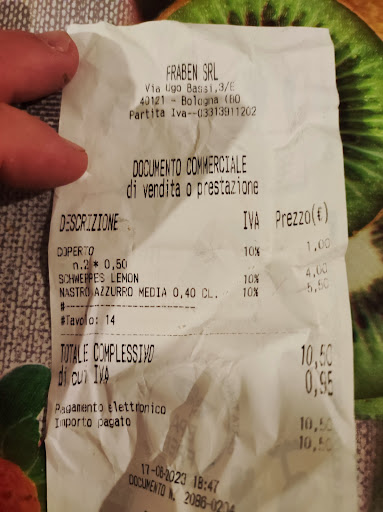 FRABEN SRL
Via Ugo Bassi,3/E
40121 - Bologna (BO
Partita Iva--03313911202
DOCUMENTO COMMERCIALE
di vendita o prestazione
DESCRIZIONE IVA Prezzo(€)
COPERTO 10% 1,00
n.2 * 0,50
SCHWEPPES LEMON 10% 4,00
NASTRO AZZURRO MEDIA 0,40 CL. 10% 5,50
#--------------------
#Tavolo: 14
TOTALE COMPLESSIVO 10,50
di cui IVA 0,95
Pagamento elettronico 10,50
Importo pagato 10,50
17-08-2023 18:47
DOCUMENTO N. 2086-0204